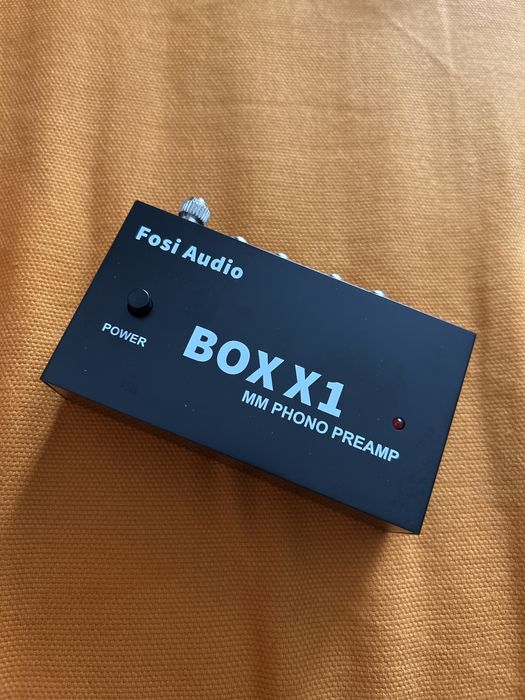 Fosi Audio
POWER
BOX X1
MM PHONO PREAMP